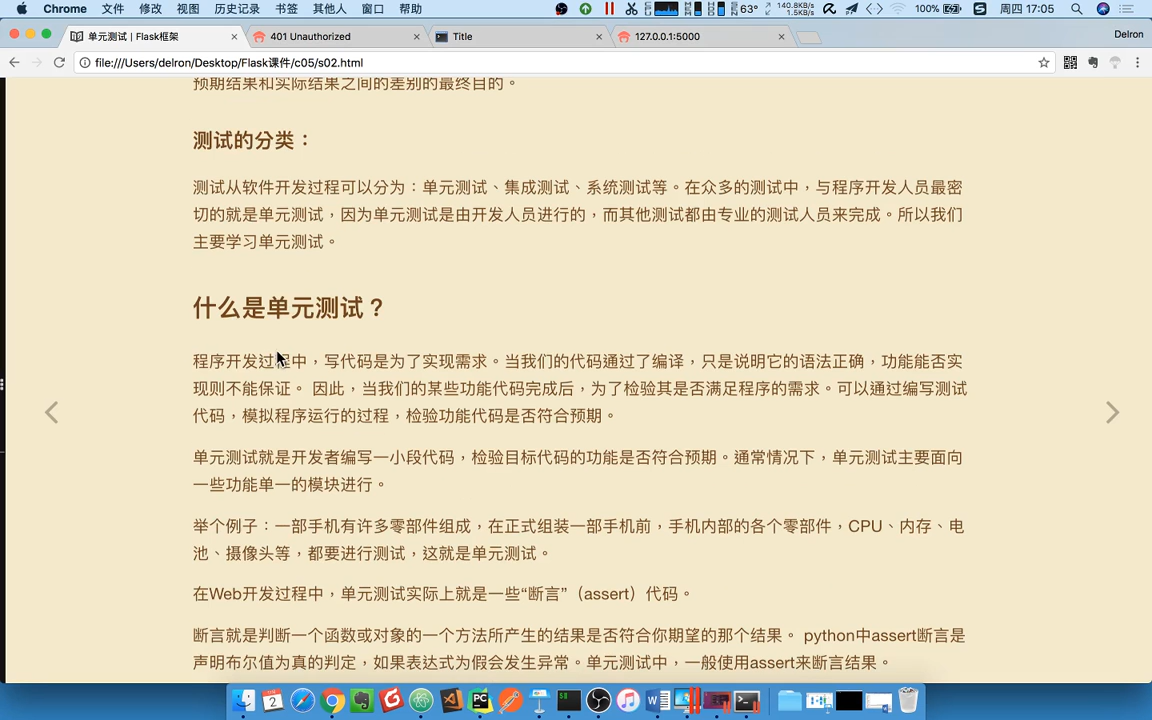 Chrome 文件 修改 视图 历史记录 书签 其他人 窗口 帮助 63° 140.8KB/s 1.5KB/s 100% 周四 17:05
单元测试 | Flask框架 401 Unauthorized Title 127.0.0.1:5000 Delron
file:///Users/delron/Desktop/Flask课件/c05/s02.html
预期结果和实际结果之间的差别的最终目的。
测试的分类：
测试从软件开发过程可以分为：单元测试、集成测试、系统测试等。在众多的测试中，与程序开发人员最密
切的就是单元测试，因为单元测试是由开发人员进行的，而其他测试都由专业的测试人员来完成。所以我们
主要学习单元测试。
什么是单元测试？
程序开发过程中，写代码是为了实现需求。当我们的代码通过了编译，只是说明它的语法正确，功能能否实
现则不能保证。 因此，当我们的某些功能代码完成后，为了检验其是否满足程序的需求。可以通过编写测试
代码，模拟程序运行的过程，检验功能代码是否符合预期。
单元测试就是开发者编写一小段代码，检验目标代码的功能是否符合预期。通常情况下，单元测试主要面向
一些功能单一的模块进行。
举个例子：一部手机有许多零部件组成，在正式组装一部手机前，手机内部的各个零部件，CPU、内存、电
池、摄像头等，都要进行测试，这就是单元测试。
在Web开发过程中，单元测试实际上就是一些“断言”（assert）代码。
断言就是判断一个函数或对象的一个方法所产生的结果是否符合你期望的那个结果。 python中assert断言是
声明布尔值为真的判定，如果表达式为假会发生异常。单元测试中，一般使用assert来断言结果。